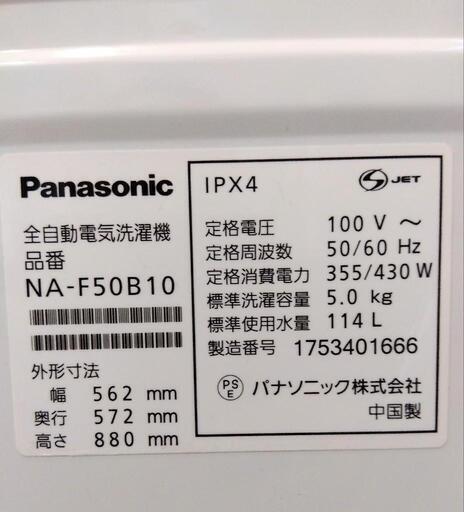 Panasonic
全自動電気洗濯機
品番
NA-F50B10
外形寸法
幅 562 mm
奥行 572 mm
高さ 880 mm
IPX4
S JET
定格電圧 100 V ～
定格周波数 50/60 Hz
定格消費電力 355/430 W
標準洗濯容量 5.0 kg
標準使用水量 114 L
製造番号 1753401666
PS
E パナソニック株式会社
中国製